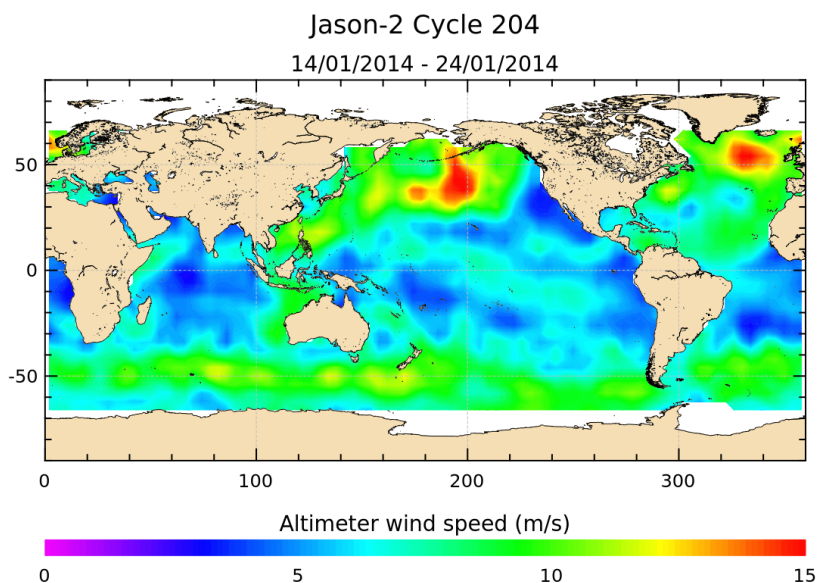 Jason-2 Cycle 204
14/01/2014 - 24/01/2014
50
0
-50
0 100 200 300
Altimeter wind speed (m/s)
0 5 10 15